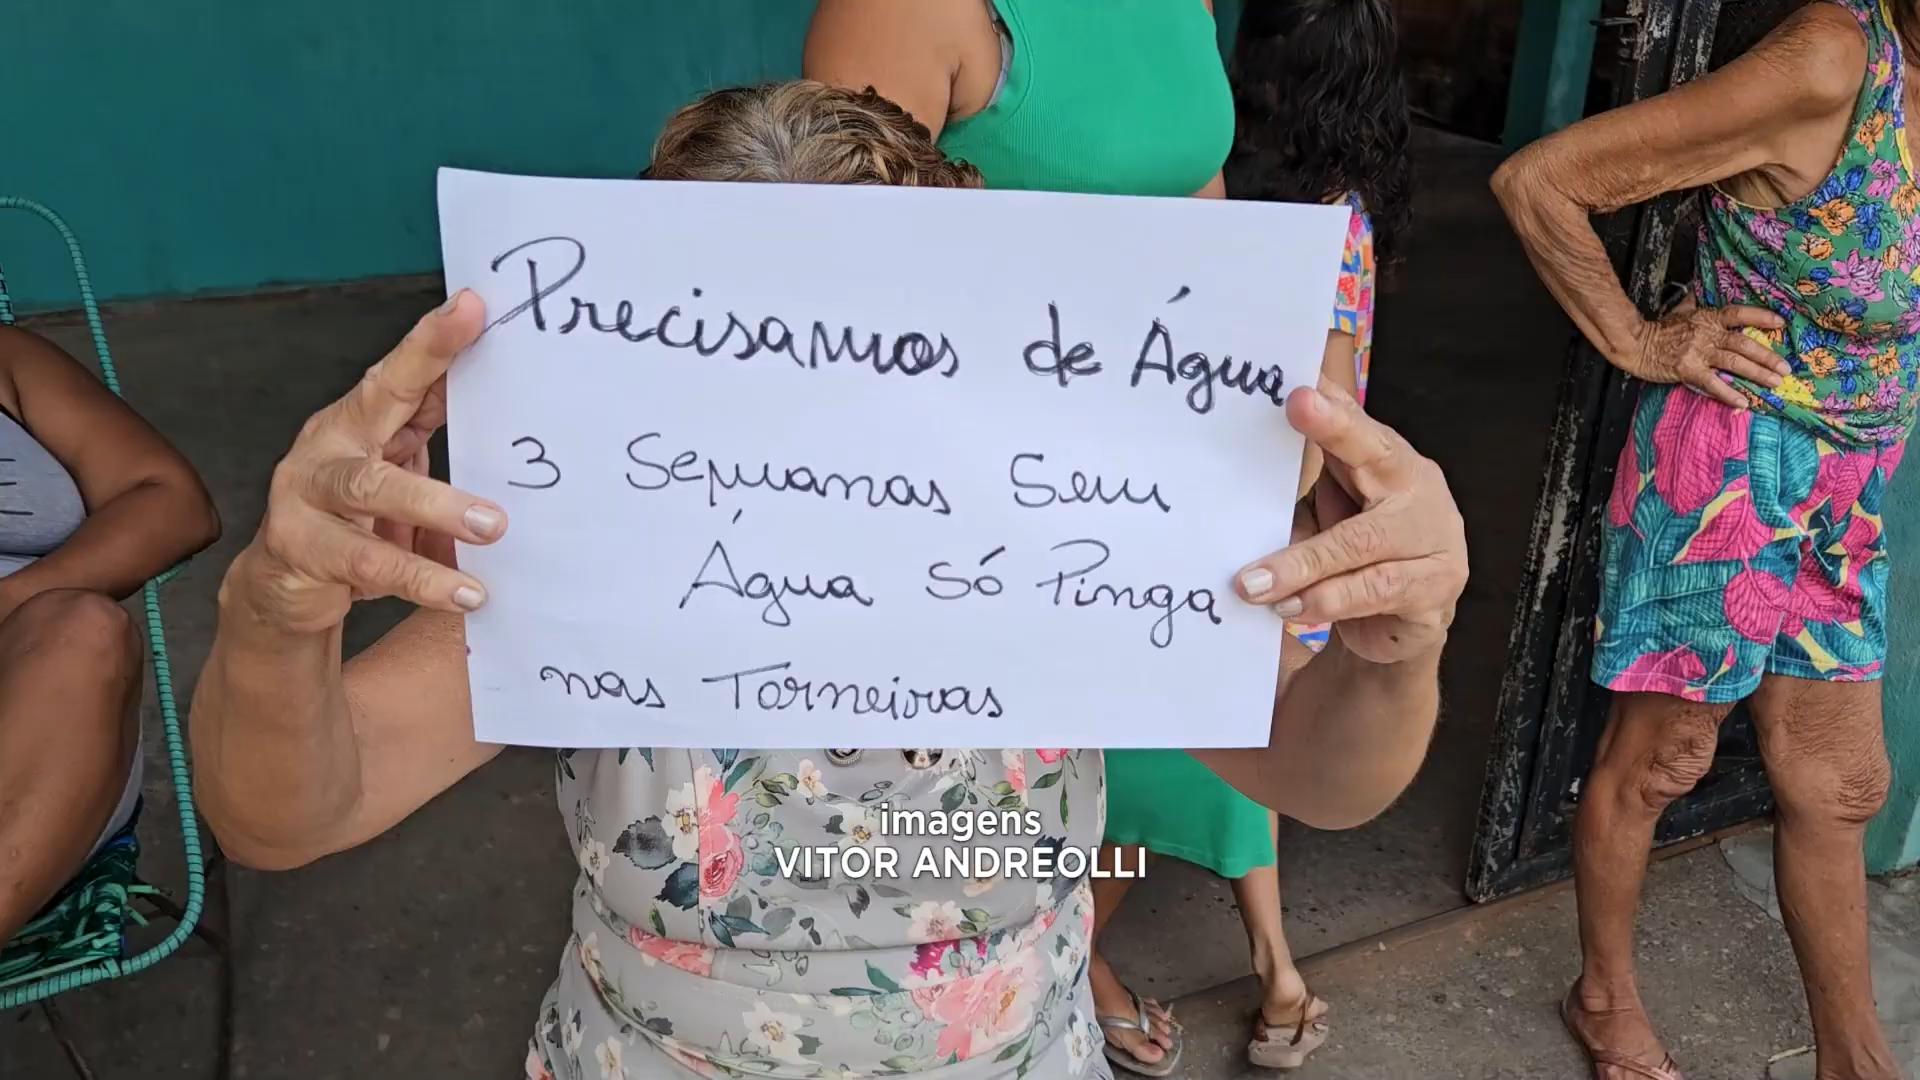 Precisamos de Água
3 Semanas Sem
Água Só Pinga
nas Torneiras
imagens
VITOR ANDREOLLI